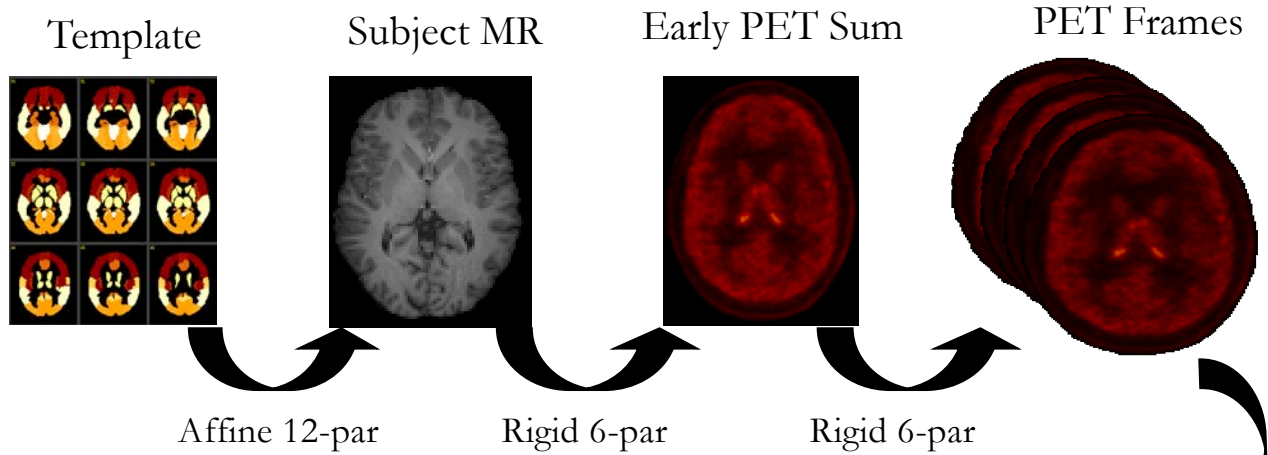 Template
Subject MR
Early PET Sum
PET Frames
Affine 12-par
Rigid 6-par
Rigid 6-par